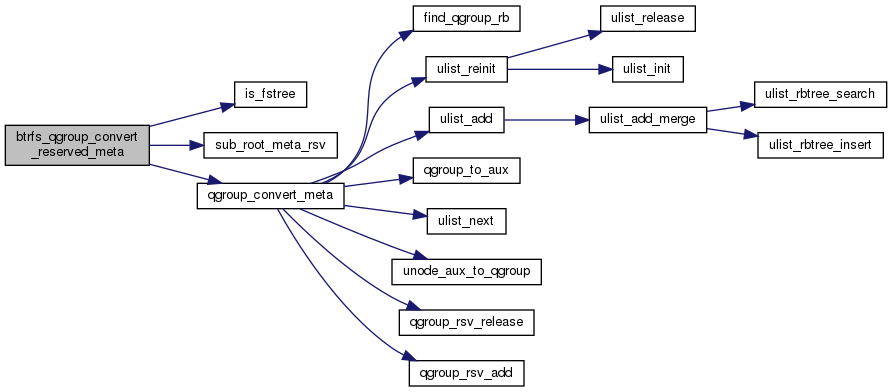 btrfs_qgroup_convert
_reserved_meta
is_fstree
sub_root_meta_rsv
qgroup_convert_meta
find_qgroup_rb
ulist_reinit
ulist_add
qgroup_to_aux
ulist_next
unode_aux_to_qgroup
qgroup_rsv_release
qgroup_rsv_add
ulist_release
ulist_init
ulist_add_merge
ulist_rbtree_search
ulist_rbtree_insert